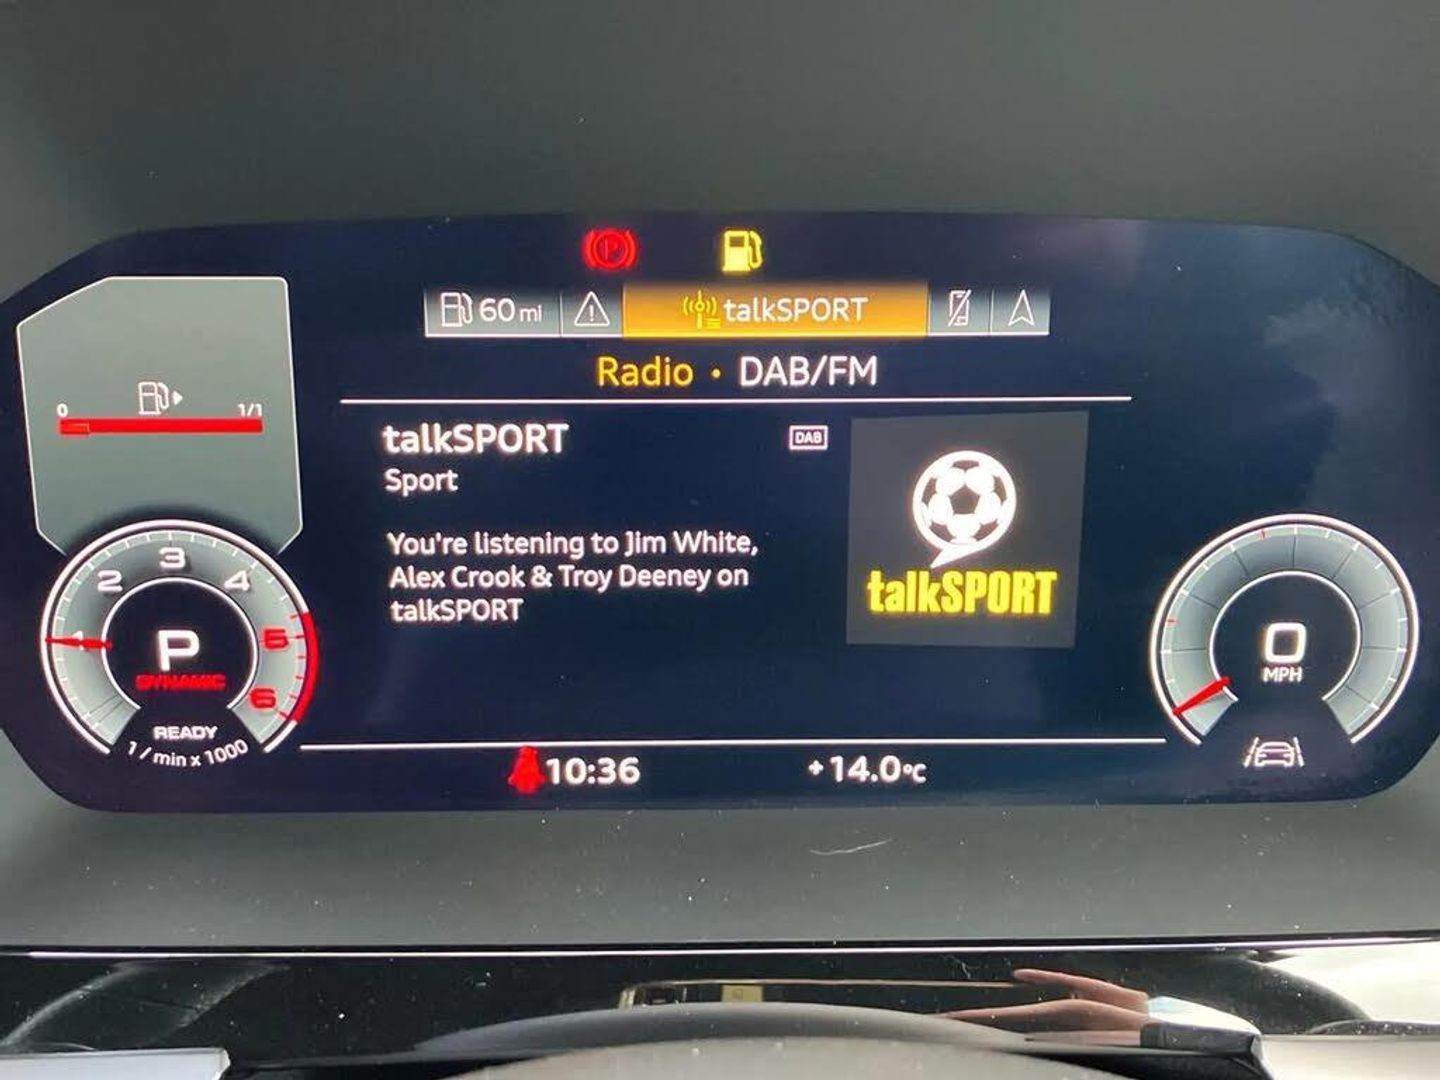 P
60 mi
talkSPORT
Radio • DAB/FM
0
1/1
talkSPORT
DAB
Sport
You're listening to Jim White,
Alex Crook & Troy Deeney on
talkSPORT
talkSPORT
1
2
3
4
5
6
P
DYNAMIC
READY
1 / min x 1000
0
MPH
10:36
+14.0°C